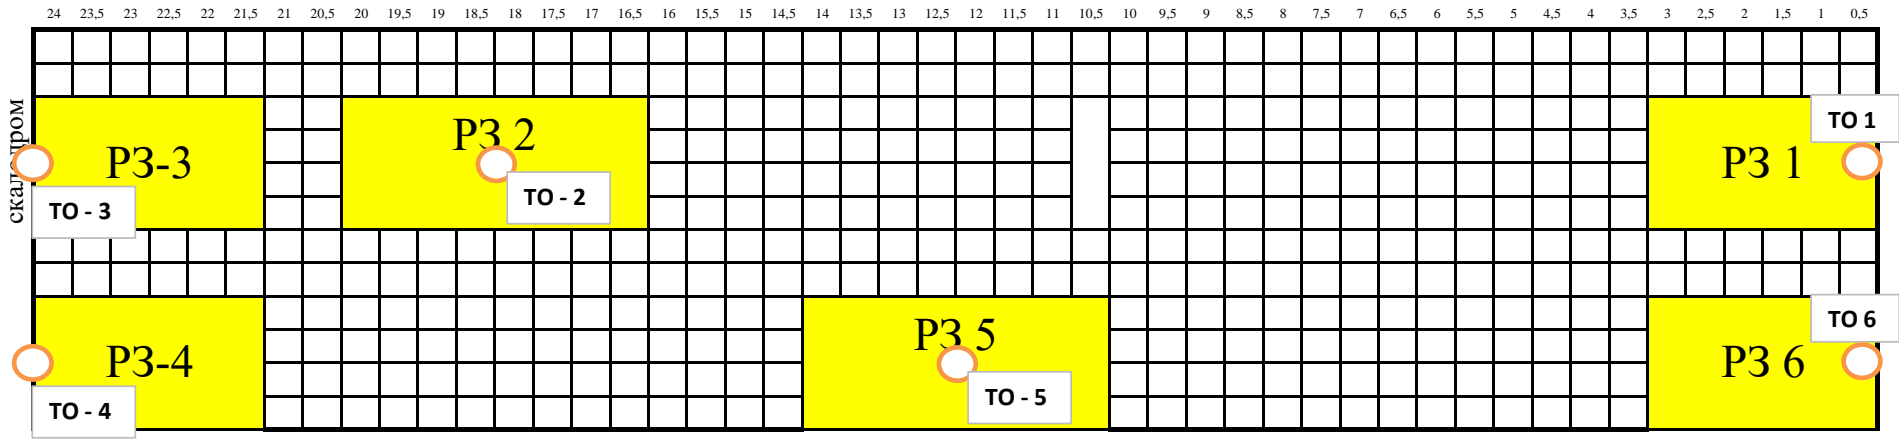 24 23,5 23 22,5 22 21,5 21 20,5 20 19,5 19 18,5 18 17,5 17 16,5 16 15,5 15 14,5 14 13,5 13 12,5 12 11,5 11 10,5 10 9,5 9 8,5 8 7,5 7 6,5 6 5,5 5 4,5 4 3,5 3 2,5 2 1,5 1 0,5
скалодром
РЗ-3
ТО - 3
РЗ 2
ТО - 2
РЗ 1
ТО 1
РЗ-4
ТО - 4
РЗ 5
ТО - 5
РЗ 6
ТО 6